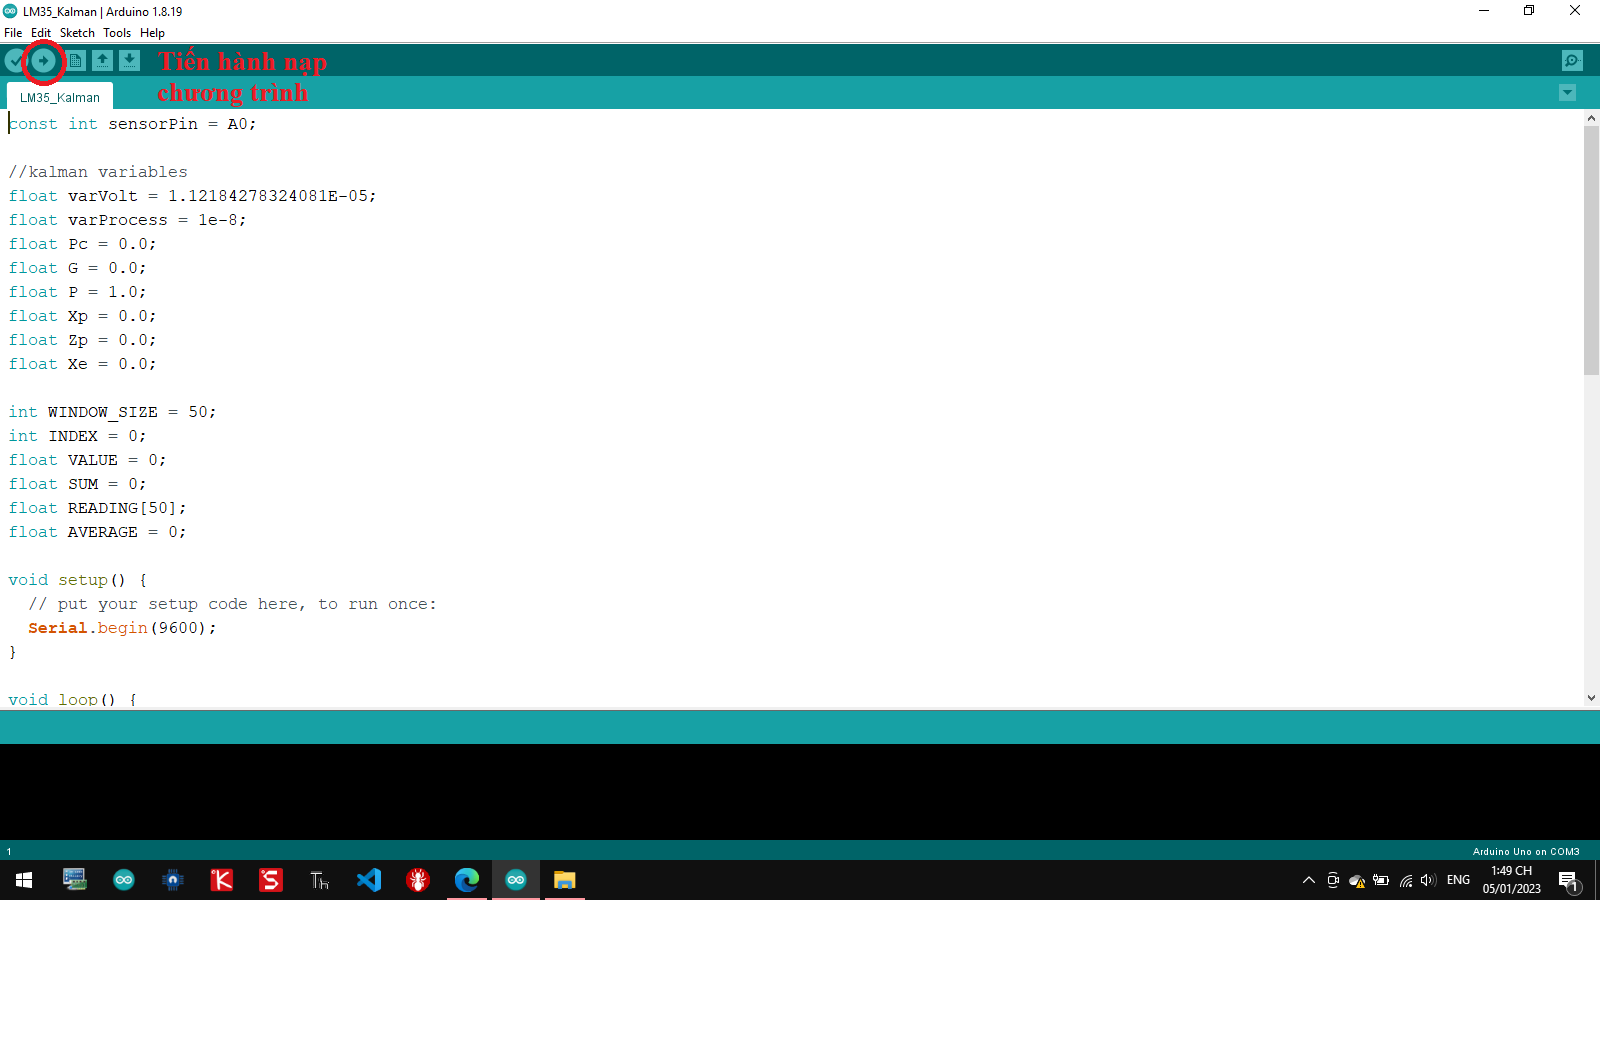 LM35_Kalman | Arduino 1.8.19
File Edit Sketch Tools Help
Tiến hành nạp
chương trình
LM35_Kalman
const int sensorPin = A0;
//kalman variables
float varVolt = 1.12184278324081E-05;
float varProcess = 1e-8;
float Pc = 0.0;
float G = 0.0;
float P = 1.0;
float Xp = 0.0;
float Zp = 0.0;
float Xe = 0.0;
int WINDOW_SIZE = 50;
int INDEX = 0;
float VALUE = 0;
float SUM = 0;
float READING[50];
float AVERAGE = 0;
void setup() {
// put your setup code here, to run once:
Serial.begin(9600);
}
void loop() {
1
Arduino Uno on COM3
K S Th
ENG
1:49 CH
05/01/2023
1